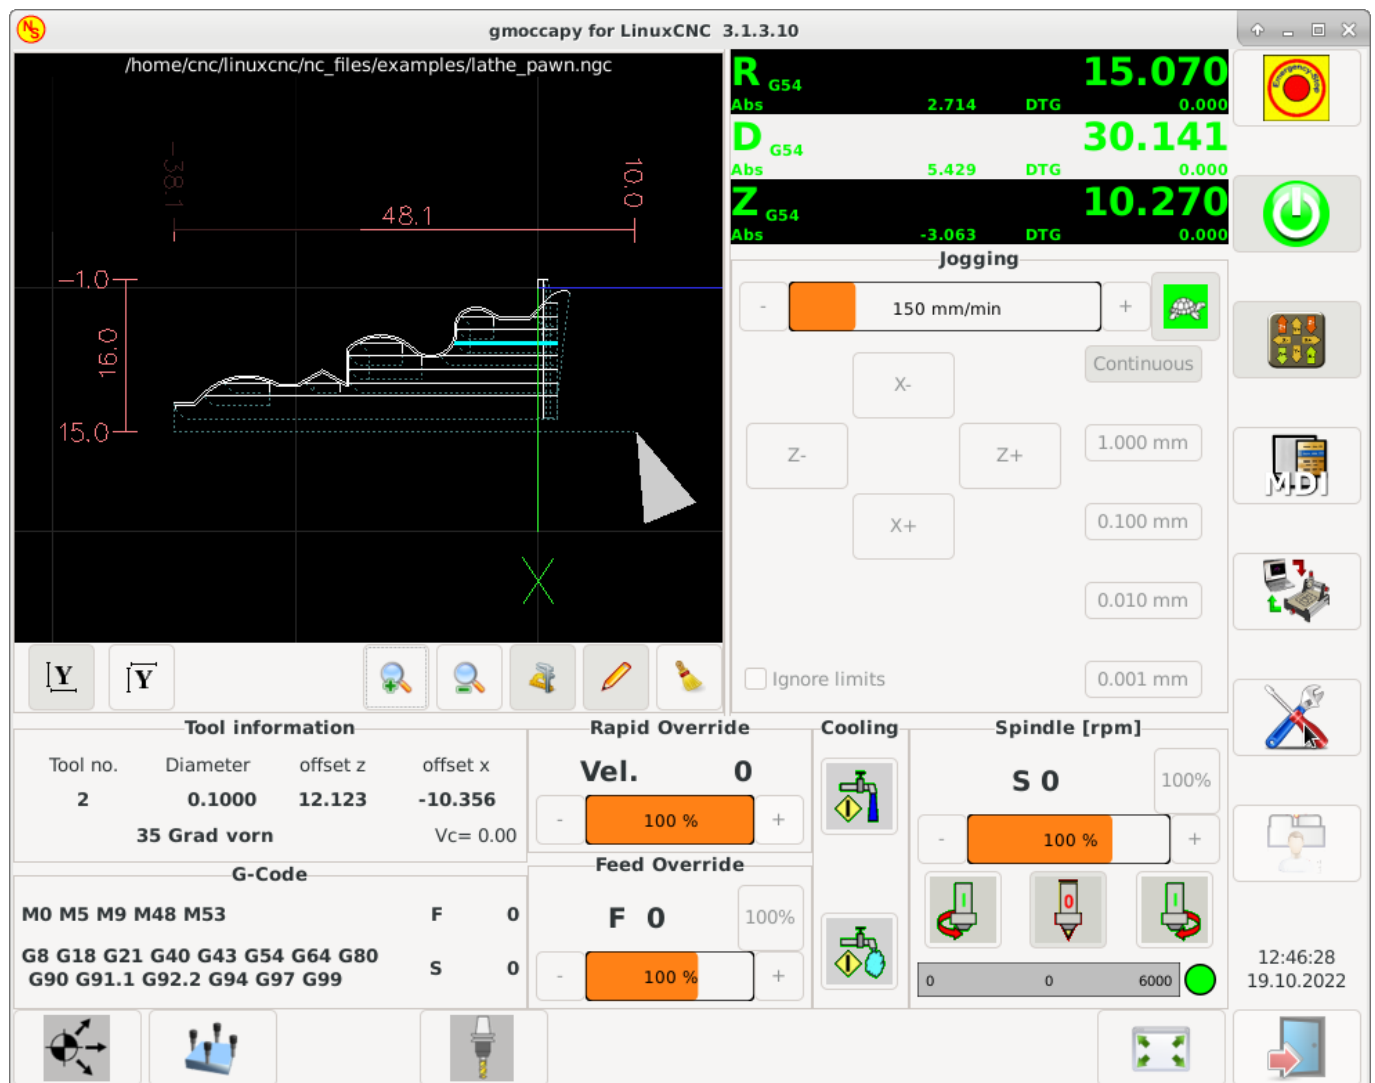 gmoccapy for LinuxCNC 3.1.3.10
/home/cnc/linuxcnc/nc_files/examples/lathe_pawn.ngc
-38.1
10.0
48.1
-1.0
16.0
15.0
X
R G54 15.070
Abs 2.714 DTG 0.000
D G54 30.141
Abs 5.429 DTG 0.000
Z G54 10.270
Abs -3.063 DTG 0.000
Jogging
- 150 mm/min +
Continuous
X-
1.000 mm
Z- Z+
0.100 mm
X+
0.010 mm
Ignore limits 0.001 mm
Emergency-Stop
MDI
Y Y
Tool information
Tool no. Diameter offset z offset x
2 0.1000 12.123 -10.356
35 Grad vorn Vc= 0.00
G-Code
M0 M5 M9 M48 M53 F 0
G8 G18 G21 G40 G43 G54 G64 G80
G90 G91.1 G92.2 G94 G97 G99
S 0
Rapid Override
Vel. 0
- 100 % +
Feed Override
F 0 100%
- 100 % +
Cooling
Spindle [rpm]
S 0 100%
- 100 % +
I 0 I
0 0 6000
12:46:28
19.10.2022